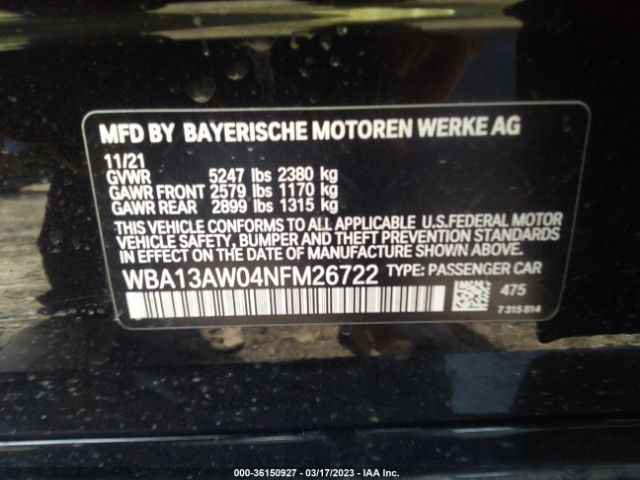 MFD BY BAYERISCHE MOTOREN WERKE AG
11/21
GVWR 5247 lbs 2380 kg
GAWR FRONT 2579 lbs 1170 kg
GAWR REAR 2899 lbs 1315 kg
THIS VEHICLE CONFORMS TO ALL APPLICABLE U.S.FEDERAL MOTOR
VEHICLE SAFETY, BUMPER AND THEFT PREVENTION STANDARDS
IN EFFECT ON THE DATE OF MANUFACTURE SHOWN ABOVE.
WBA13AW04NFM26722 TYPE: PASSENGER CAR
475
7315814
000-36150927 - 03/17/2023 - IAA Inc.